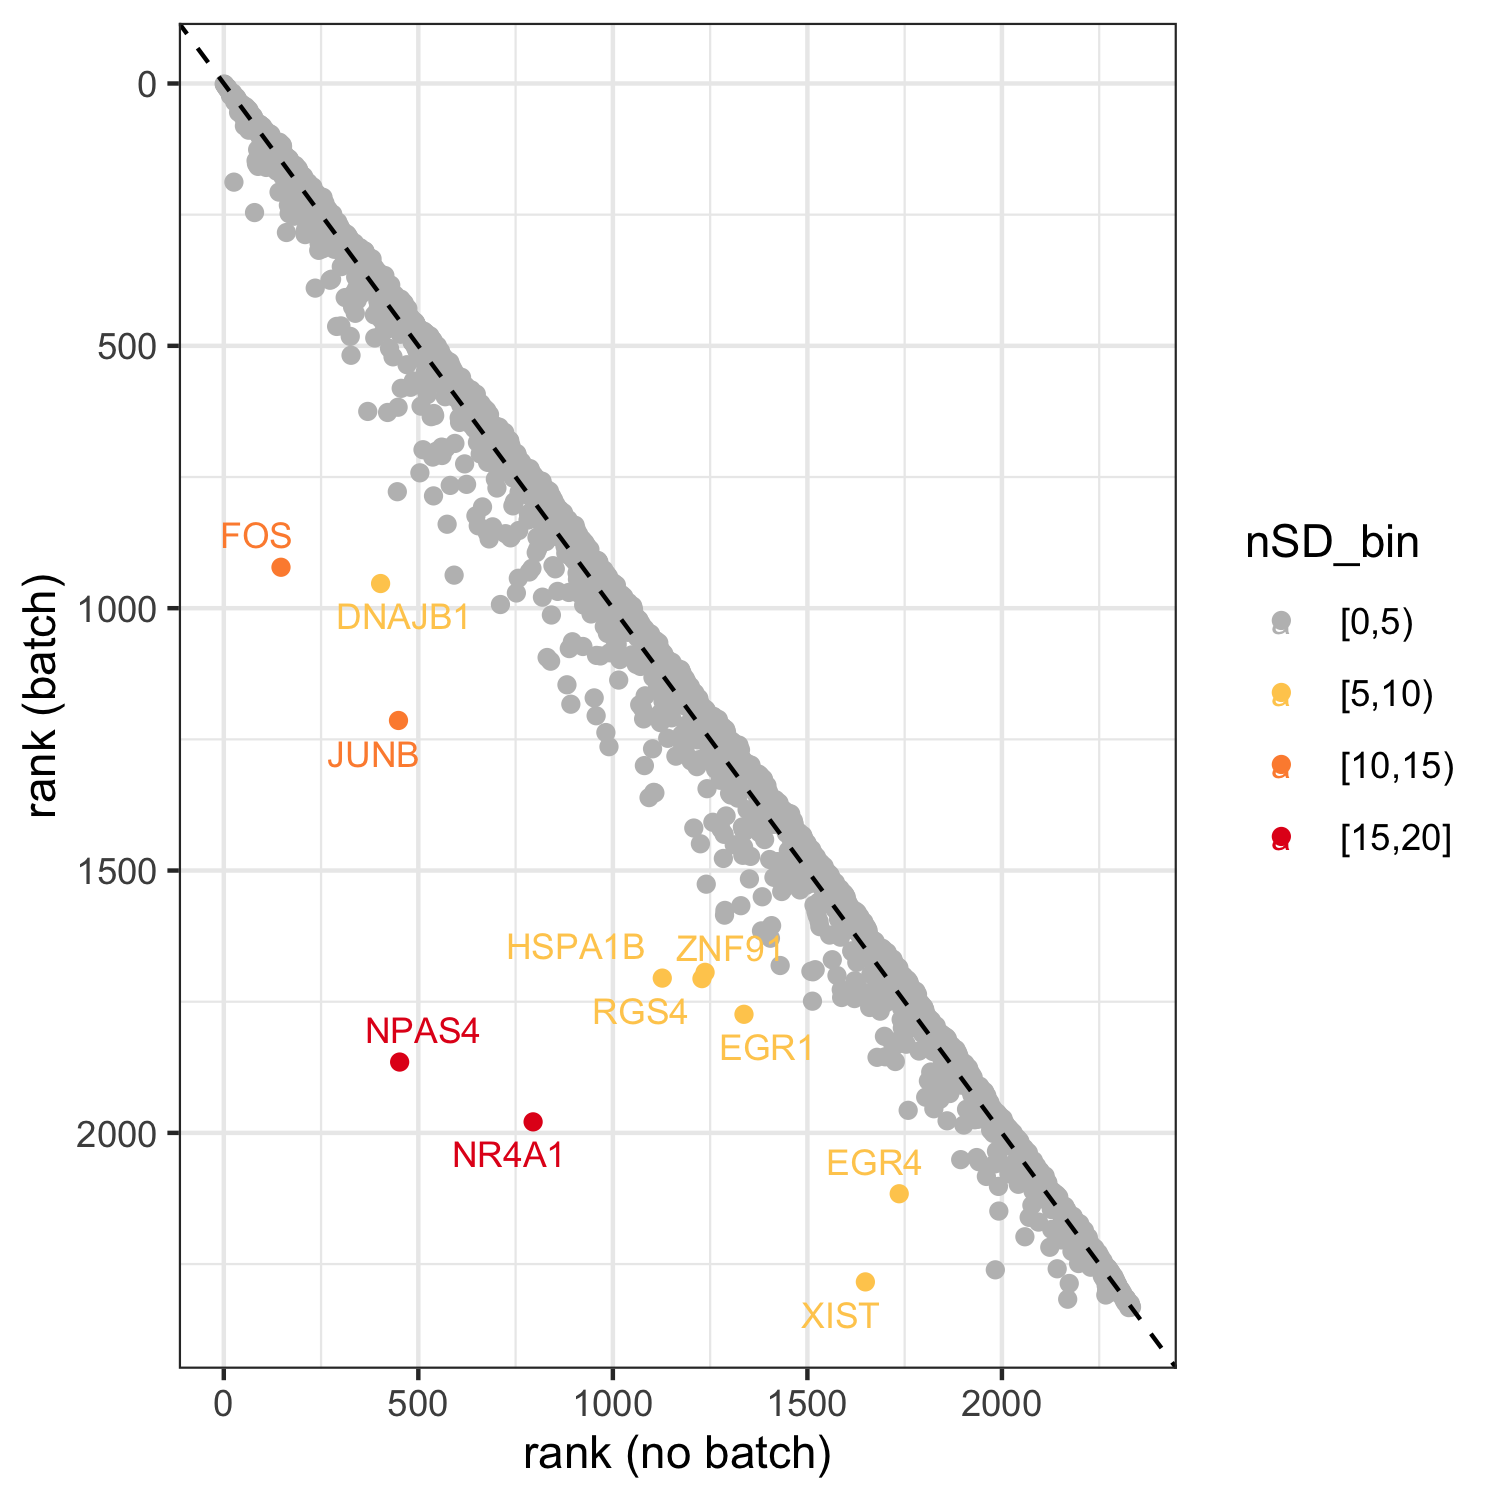 0
500
1000
1500
2000
rank (batch)
FOS
DNAJB1
JUNB
HSPA1B
ZNF91
RGS4
EGR1
NPAS4
NR4A1
EGR4
XIST
0
500
1000
1500
2000
rank (no batch)
nSD_bin
a [0,5)
a [5,10)
a [10,15)
a [15,20]